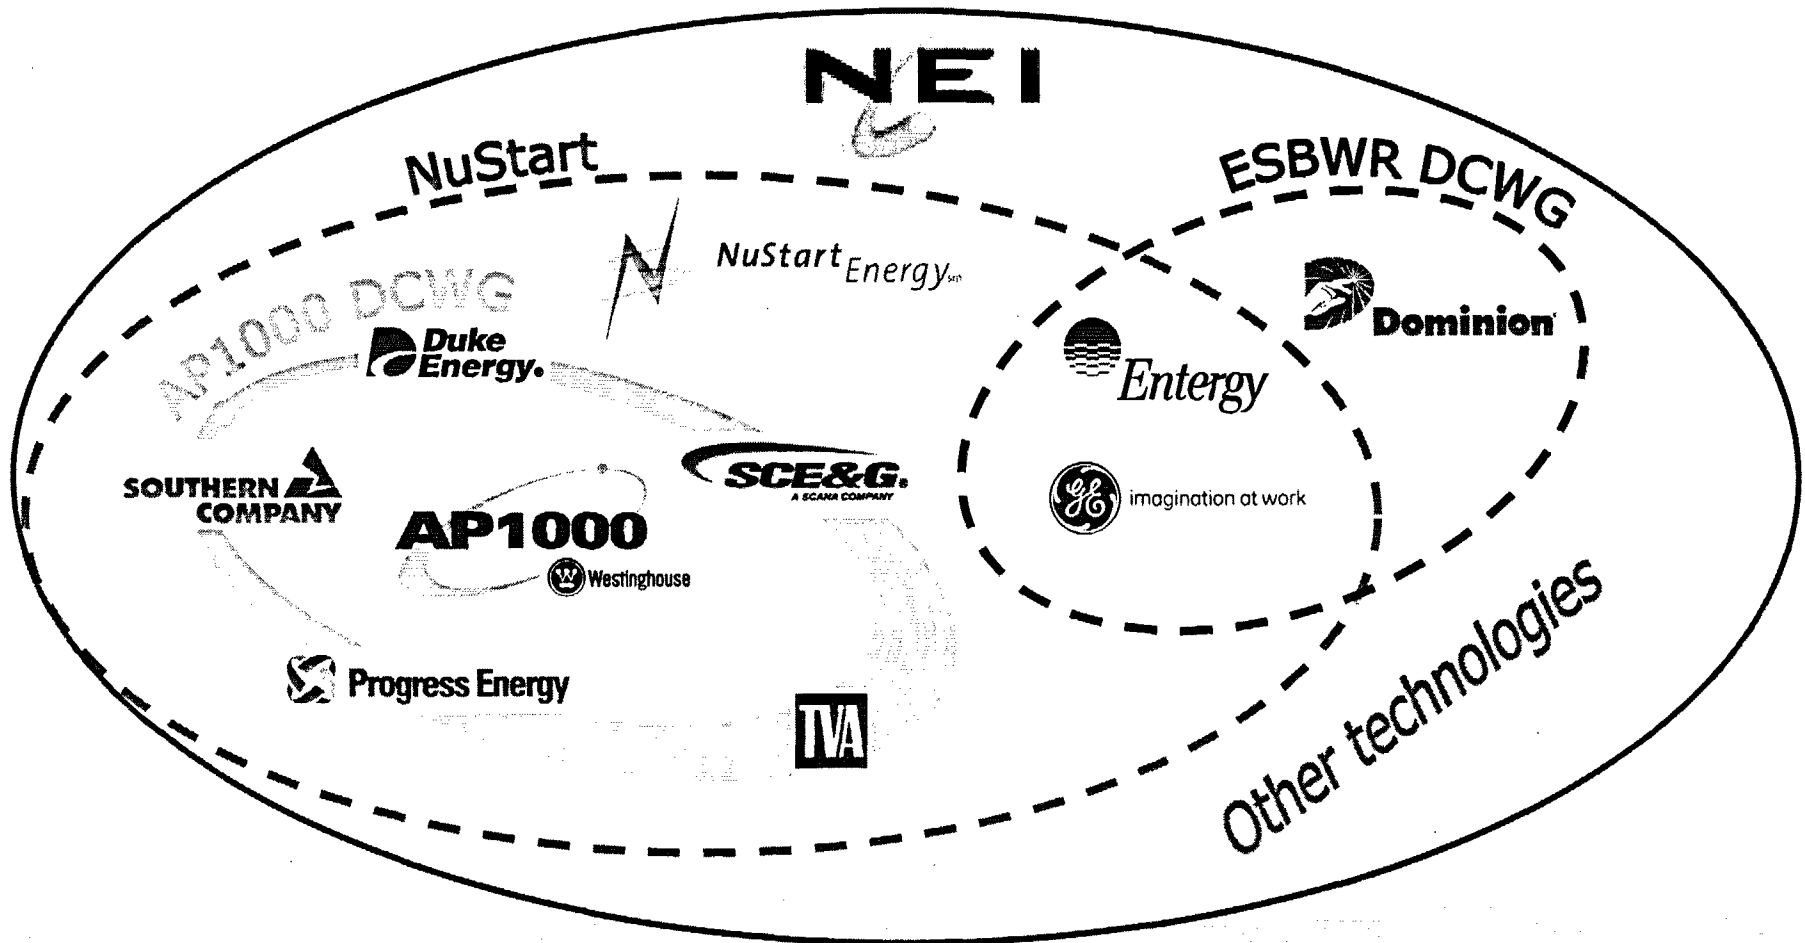 NEI
NuStart
ESBWR DCWG
NuStart Energy
AP1000 DCWG
Dominion
Duke
Energy®
Entergy
SCE&G®
A SCANA COMPANY
SOUTHERN
COMPANY
GE imagination at work
AP1000
W Westinghouse
Progress Energy
TVA
Other technologies